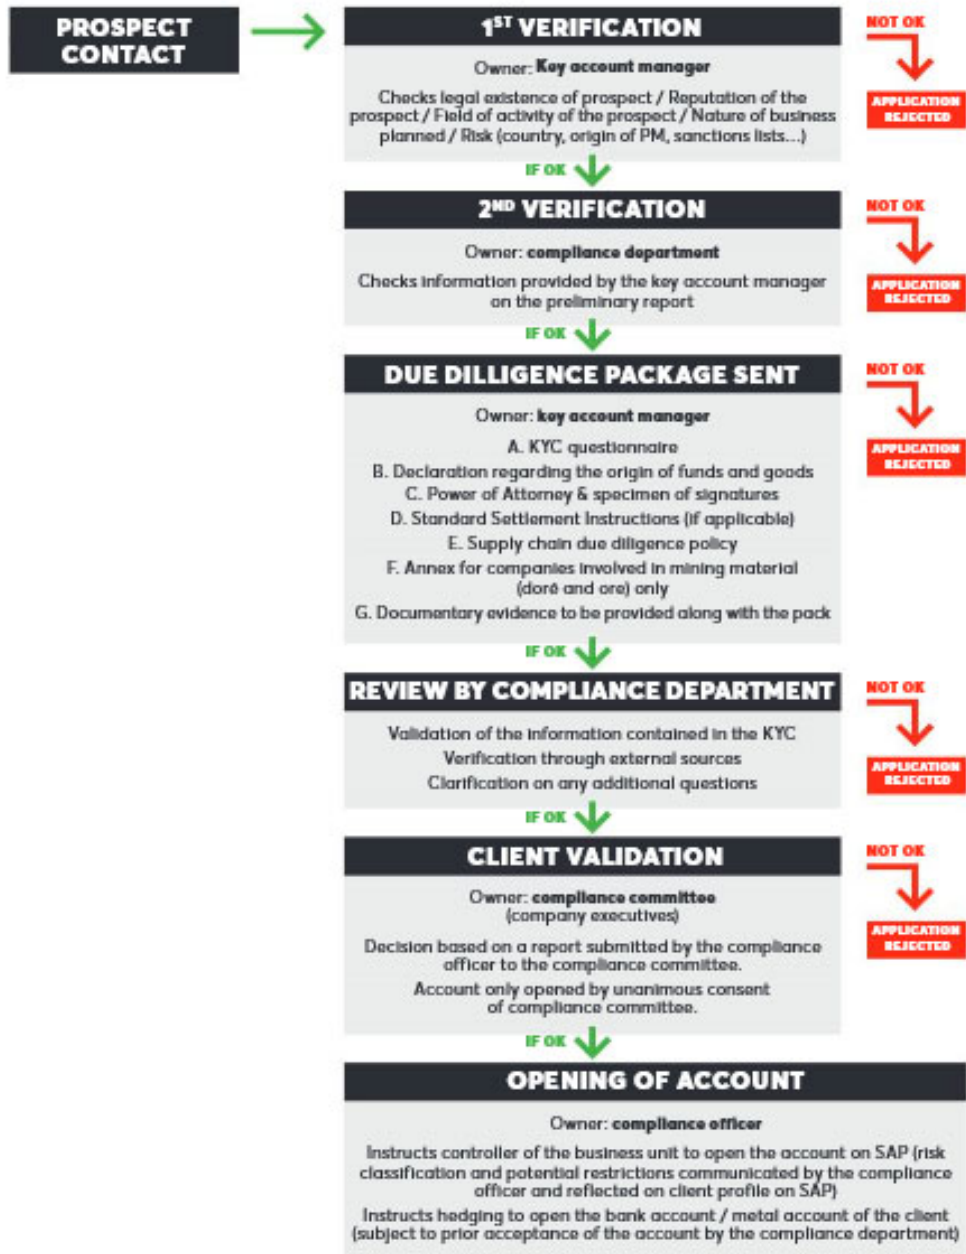 PROSPECT
CONTACT
1ST VERIFICATION
Owner: Key account manager
Checks legal existence of prospect / Reputation of the
prospect / Field of activity of the prospect / Nature of business
planned / Risk (country, origin of PM, sanctions lists...)
NOT OK
APPLICATION
REJECTED
IF OK
2ND VERIFICATION
Owner: compliance department
Checks information provided by the key account manager
on the preliminary report
NOT OK
APPLICATION
REJECTED
IF OK
DUE DILLIGENCE PACKAGE SENT
Owner: key account manager
A. KYC questionnaire
B. Declaration regarding the origin of funds and goods
C. Power of Attorney & specimen of signatures
D. Standard Settlement Instructions (if applicable)
E. Supply chain due diligence policy
F. Annex for companies involved in mining material
(doré and ore) only
G. Documentary evidence to be provided along with the pack
NOT OK
APPLICATION
REJECTED
IF OK
REVIEW BY COMPLIANCE DEPARTMENT
Validation of the information contained in the KYC
Verification through external sources
Clarification on any additional questions
NOT OK
APPLICATION
REJECTED
IF OK
CLIENT VALIDATION
Owner: compliance committee
(company executives)
Decision based on a report submitted by the compliance
officer to the compliance committee.
Account only opened by unanimous consent
of compliance committee.
NOT OK
APPLICATION
REJECTED
IF OK
OPENING OF ACCOUNT
Owner: compliance officer
Instructs controller of the business unit to open the account on SAP (risk
classification and potential restrictions communicated by the compliance
officer and reflected on client profile on SAP)
Instructs hedging to open the bank account / metal account of the client
(subject to prior acceptance of the account by the compliance department)